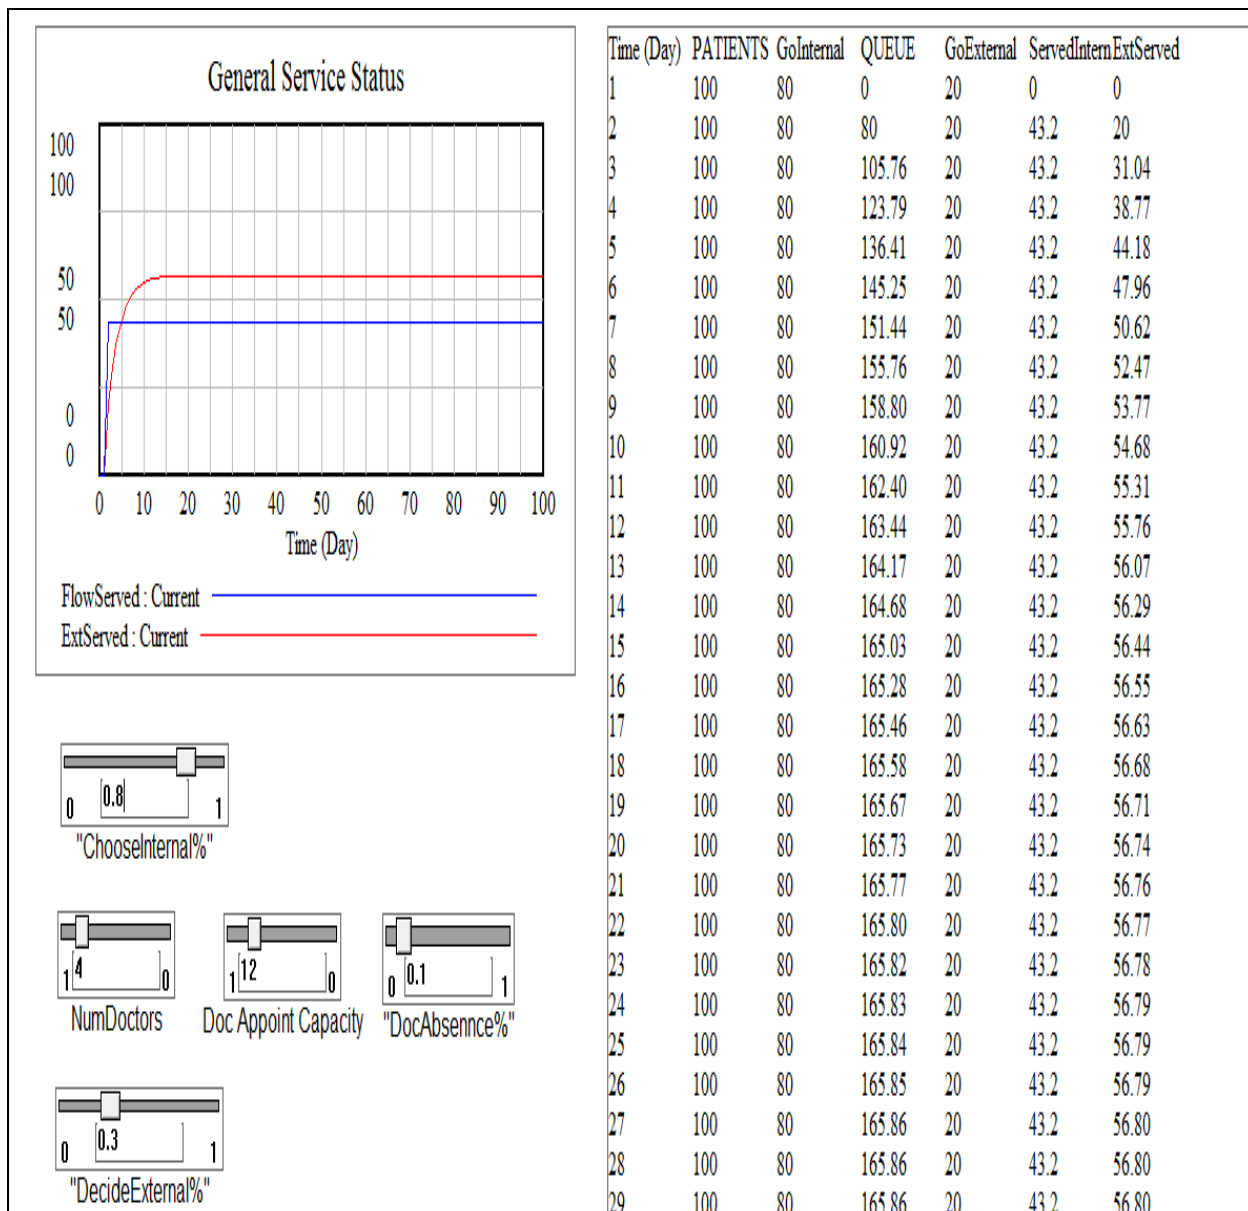 General Service Status
100
100
50
50
0
0
0 10 20 30 40 50 60 70 80 90 100
Time (Day)
FlowServed : Current
ExtServed : Current
0 0.8 1
"ChooseInternal%"
1 4 0
NumDoctors
1 12 0
Doc Appoint Capacity
0 0.1 1
"DocAbsennce%"
0 0.3 1
"DecideExternal%"
Time (Day) PATIENTS GoInternal QUEUE GoExternal ServedIntern ExtServed
1 100 80 0 20 0 0
2 100 80 80 20 43.2 20
3 100 80 105.76 20 43.2 31.04
4 100 80 123.79 20 43.2 38.77
5 100 80 136.41 20 43.2 44.18
6 100 80 145.25 20 43.2 47.96
7 100 80 151.44 20 43.2 50.62
8 100 80 155.76 20 43.2 52.47
9 100 80 158.80 20 43.2 53.77
10 100 80 160.92 20 43.2 54.68
11 100 80 162.40 20 43.2 55.31
12 100 80 163.44 20 43.2 55.76
13 100 80 164.17 20 43.2 56.07
14 100 80 164.68 20 43.2 56.29
15 100 80 165.03 20 43.2 56.44
16 100 80 165.28 20 43.2 56.55
17 100 80 165.46 20 43.2 56.63
18 100 80 165.58 20 43.2 56.68
19 100 80 165.67 20 43.2 56.71
20 100 80 165.73 20 43.2 56.74
21 100 80 165.77 20 43.2 56.76
22 100 80 165.80 20 43.2 56.77
23 100 80 165.82 20 43.2 56.78
24 100 80 165.83 20 43.2 56.79
25 100 80 165.84 20 43.2 56.79
26 100 80 165.85 20 43.2 56.79
27 100 80 165.86 20 43.2 56.80
28 100 80 165.86 20 43.2 56.80
29 100 80 165.86 20 43.2 56.80